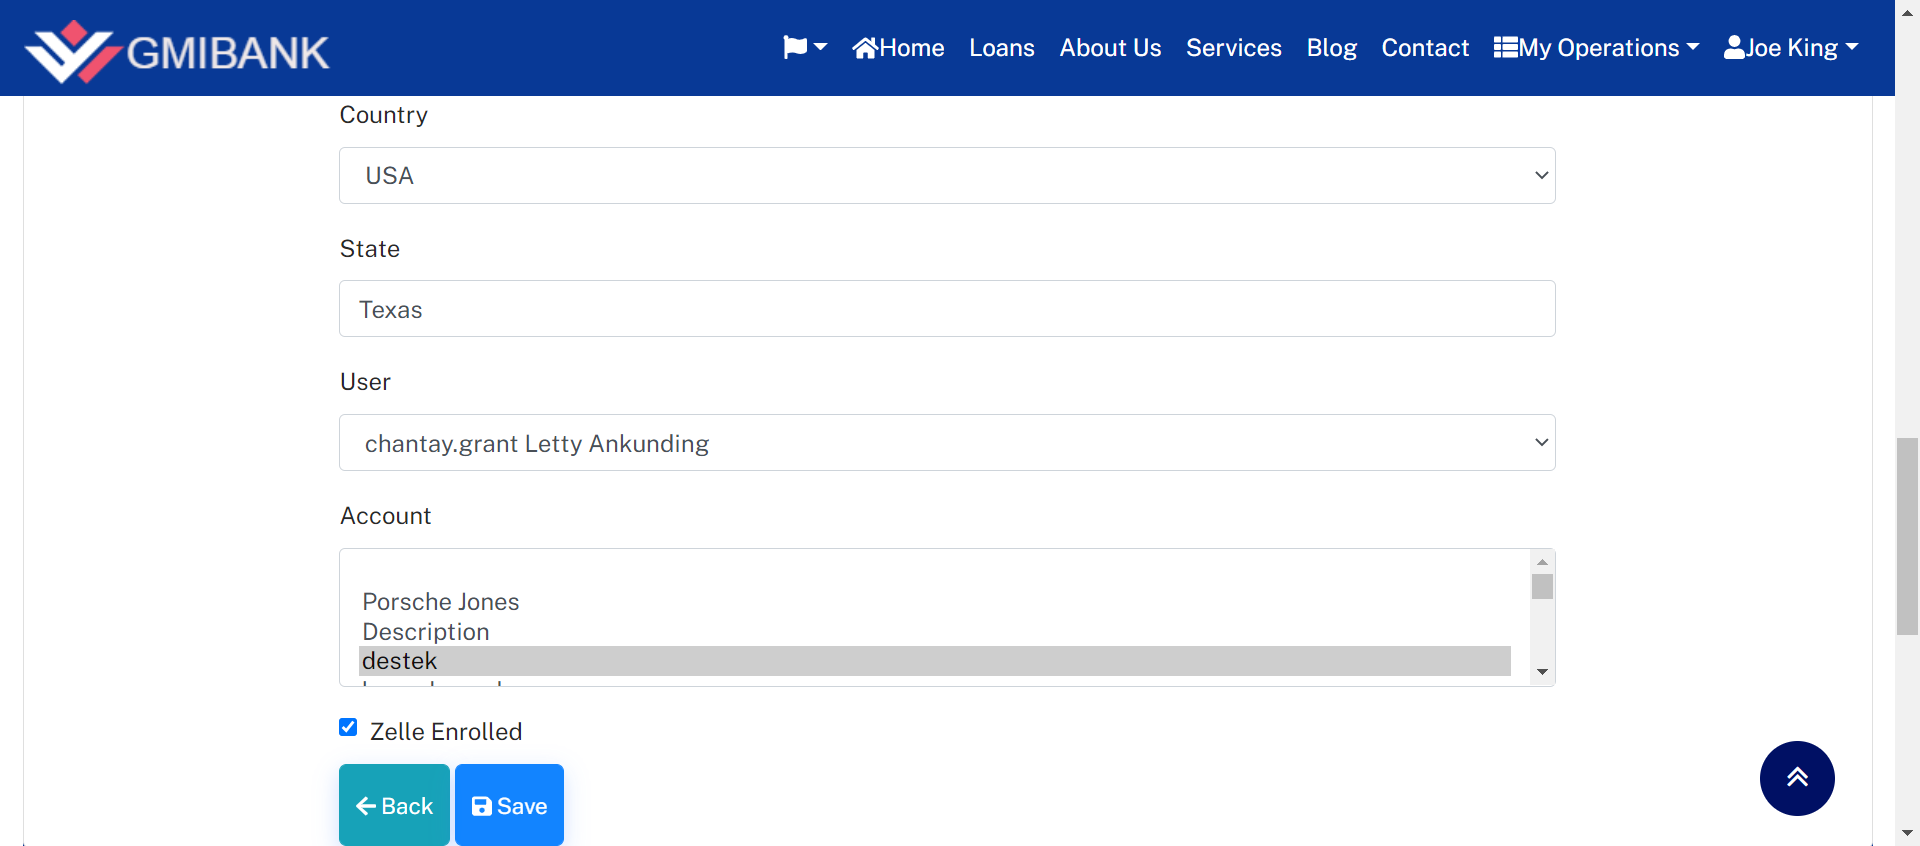 GMIBANK
Home Loans About Us Services Blog Contact My Operations Joe King
Country
USA
State
Texas
User
chantay.grant Letty Ankunding
Account
Porsche Jones
Description
destek
Zelle Enrolled
Back Save